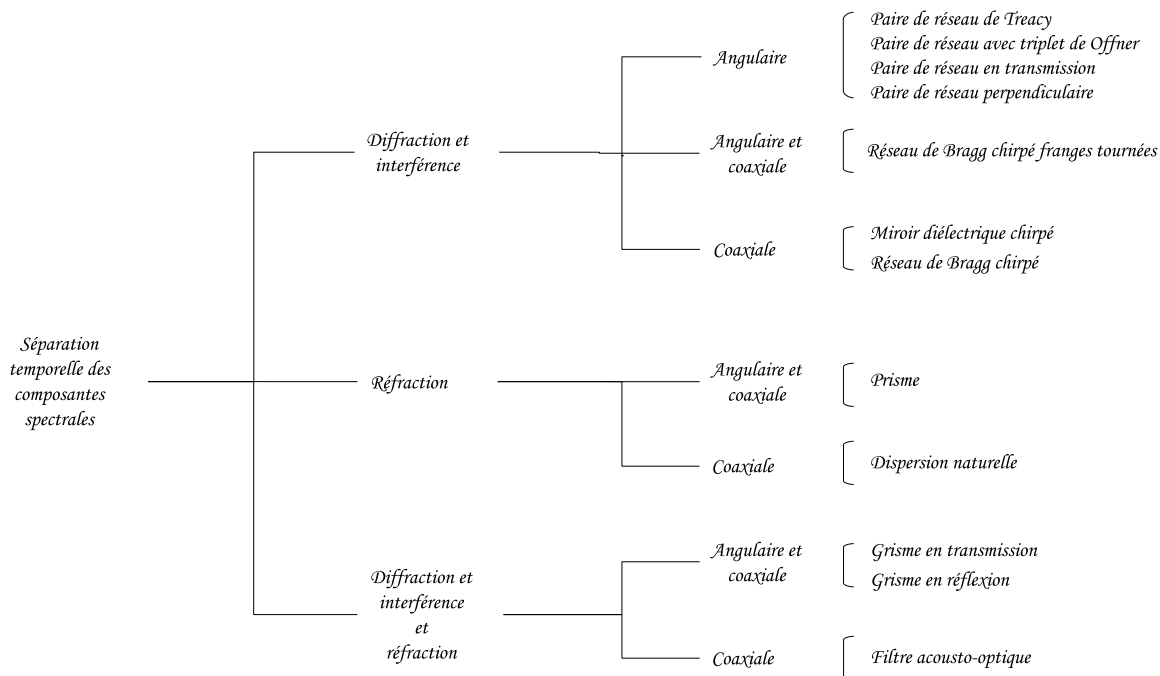 Séparation
temporelle des
composantes
spectrales
Diffraction et
interférence
Angulaire
Paire de réseau de Treacy
Paire de réseau avec triplet de Offner
Paire de réseau en transmission
Paire de réseau perpendiculaire
Angulaire et
coaxiale
Réseau de Bragg chirpé franges tournées
Coaxiale
Miroir diélectrique chirpé
Réseau de Bragg chirpé
Réfraction
Angulaire et
coaxiale
Prisme
Coaxiale
Dispersion naturelle
Diffraction et
interférence
et
réfraction
Angulaire et
coaxiale
Grisme en transmission
Grisme en réflexion
Coaxiale
Filtre acousto-optique